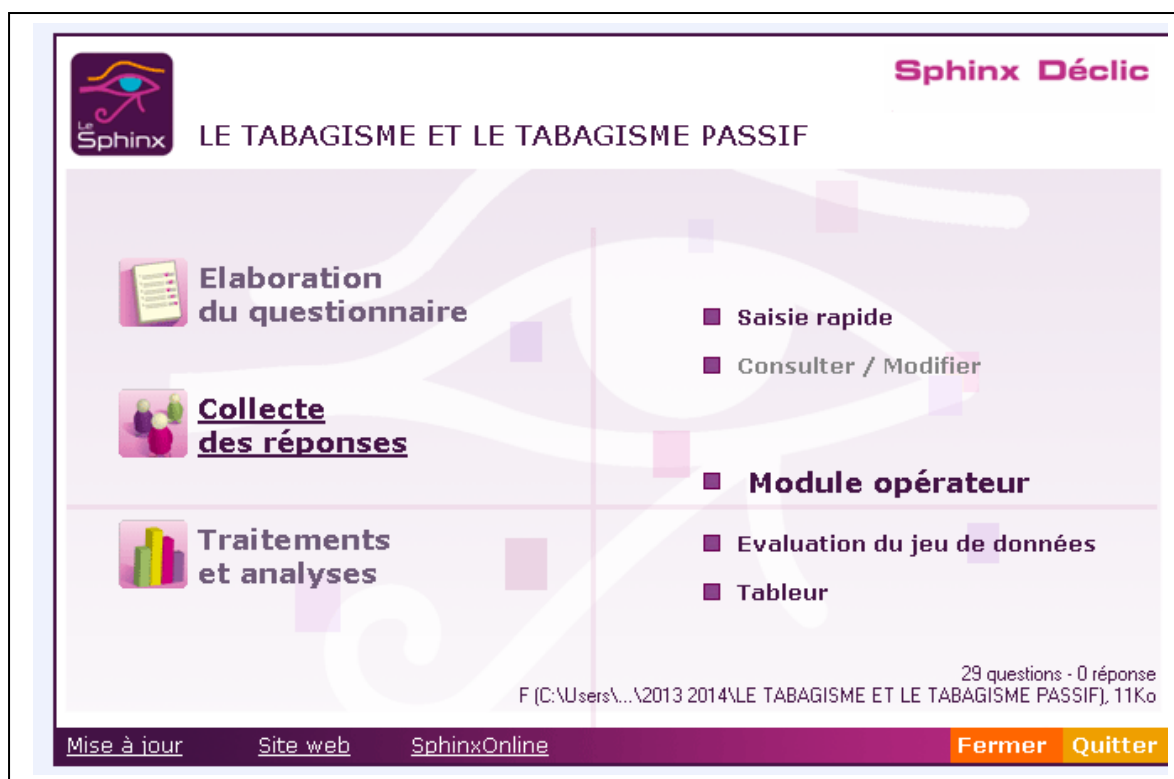 Sphinx Déclic
Le
Sphinx
LE TABAGISME ET LE TABAGISME PASSIF
Elaboration
du questionnaire
Collecte
des réponses
Traitements
et analyses
Saisie rapide
Consulter / Modifier
Module opérateur
Evaluation du jeu de données
Tableur
29 questions - 0 réponse
F (C:\Users\...\2013 2014\LE TABAGISME ET LE TABAGISME PASSIF), 11Ko
Mise à jour Site web SphinxOnline Fermer Quitter